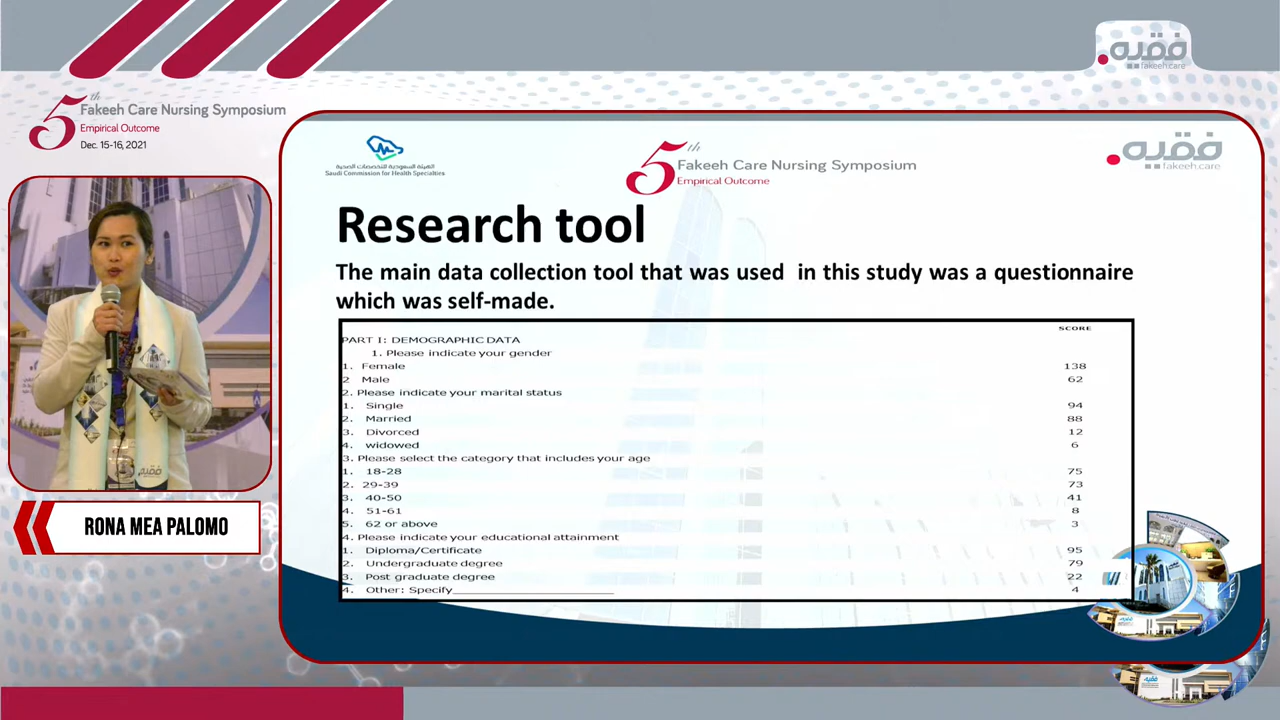 فقيه
fakeeh.care
5th
Fakeeh Care Nursing Symposium
Empirical Outcome
Dec. 15-16, 2021
الهيئة السعودية للتخصصات الصحية
Saudi Commission for Health Specialties
5th
Fakeeh Care Nursing Symposium
Empirical Outcome
فقيه
fakeeh.care
Research tool
The main data collection tool that was used in this study was a questionnaire
which was self-made.
SCORE
PART I: DEMOGRAPHIC DATA
1. Please indicate your gender
1. Female 138
2 Male 62
2. Please indicate your marital status
1. Single 94
2. Married 88
3. Divorced 12
4. widowed 6
3. Please select the category that includes your age
1. 18-28 75
2. 29-39 73
3. 40-50 41
4. 51-61 8
5. 62 or above 3
4. Please indicate your educational attainment
1. Diploma/Certificate 95
2. Undergraduate degree 79
3. Post graduate degree 22
4. Other: Specify____________________________ 4
RONA MEA PALOMO